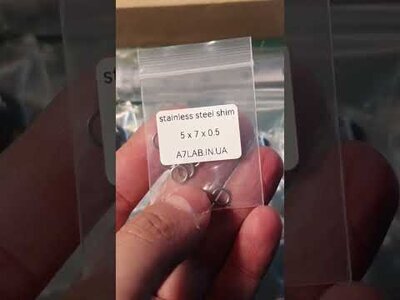 stainless steel shim
5 x 7 x 0.5
A7LAB.IN.UA